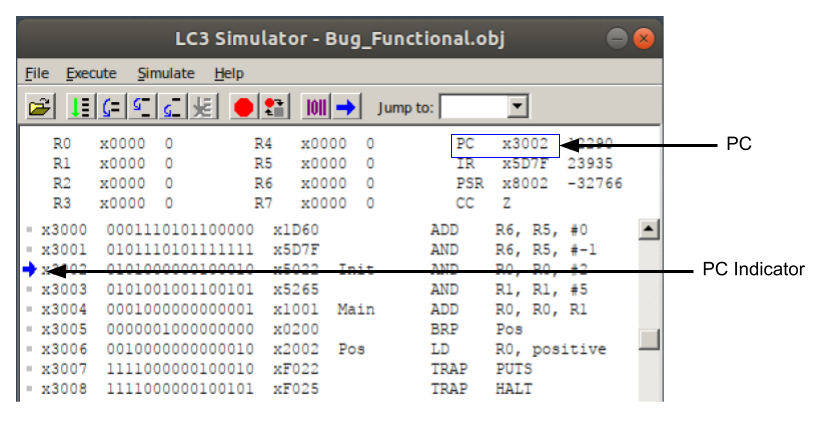 LC3 Simulator - Bug_Functional.obj
File Execute Simulate Help
Jump to:
R0 x0000 0 R4 x0000 0 PC x3002 12290 PC
R1 x0000 0 R5 x0000 0 IR x5D7F 23935
R2 x0000 0 R6 x0000 0 PSR x8002 -32766
R3 x0000 0 R7 x0000 0 CC Z
x3000 0001110101100000 x1D60 ADD R6, R5, #0
x3001 0101110101111111 x5D7F AND R6, R5, #-1
x3002 0101000000100010 x5022 Init AND R0, R0, #2 PC Indicator
x3003 0101001001100101 x5265 AND R1, R1, #5
x3004 0001000000000001 x1001 Main ADD R0, R0, R1
x3005 0000001000000000 x0200 BRP Pos
x3006 0010000000000010 x2002 Pos LD R0, positive
x3007 1111000000100010 xF022 TRAP PUTS
x3008 1111000000100101 xF025 TRAP HALT